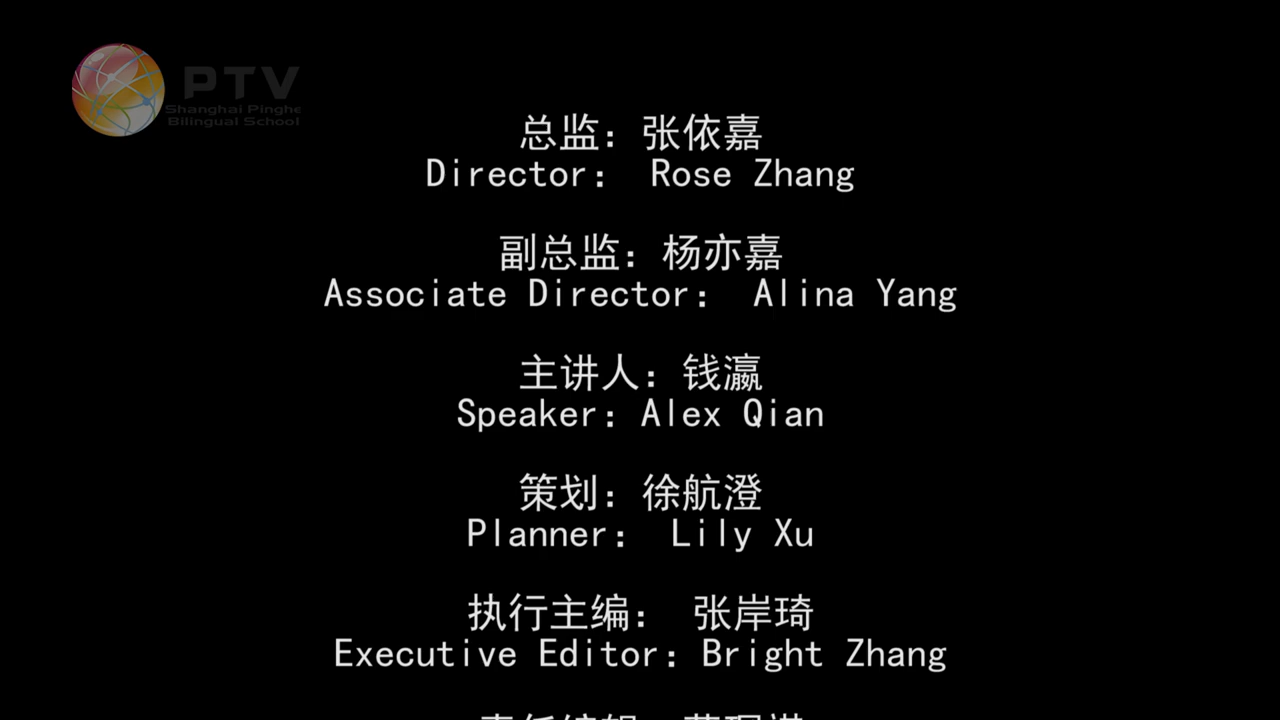 PTV
Shanghai Pinghe
Bilingual School
总监：张依嘉
Director： Rose Zhang
副总监：杨亦嘉
Associate Director： Alina Yang
主讲人：钱瀛
Speaker：Alex Qian
策划：徐航澄
Planner： Lily Xu
执行主编： 张岸琦
Executive Editor：Bright Zhang